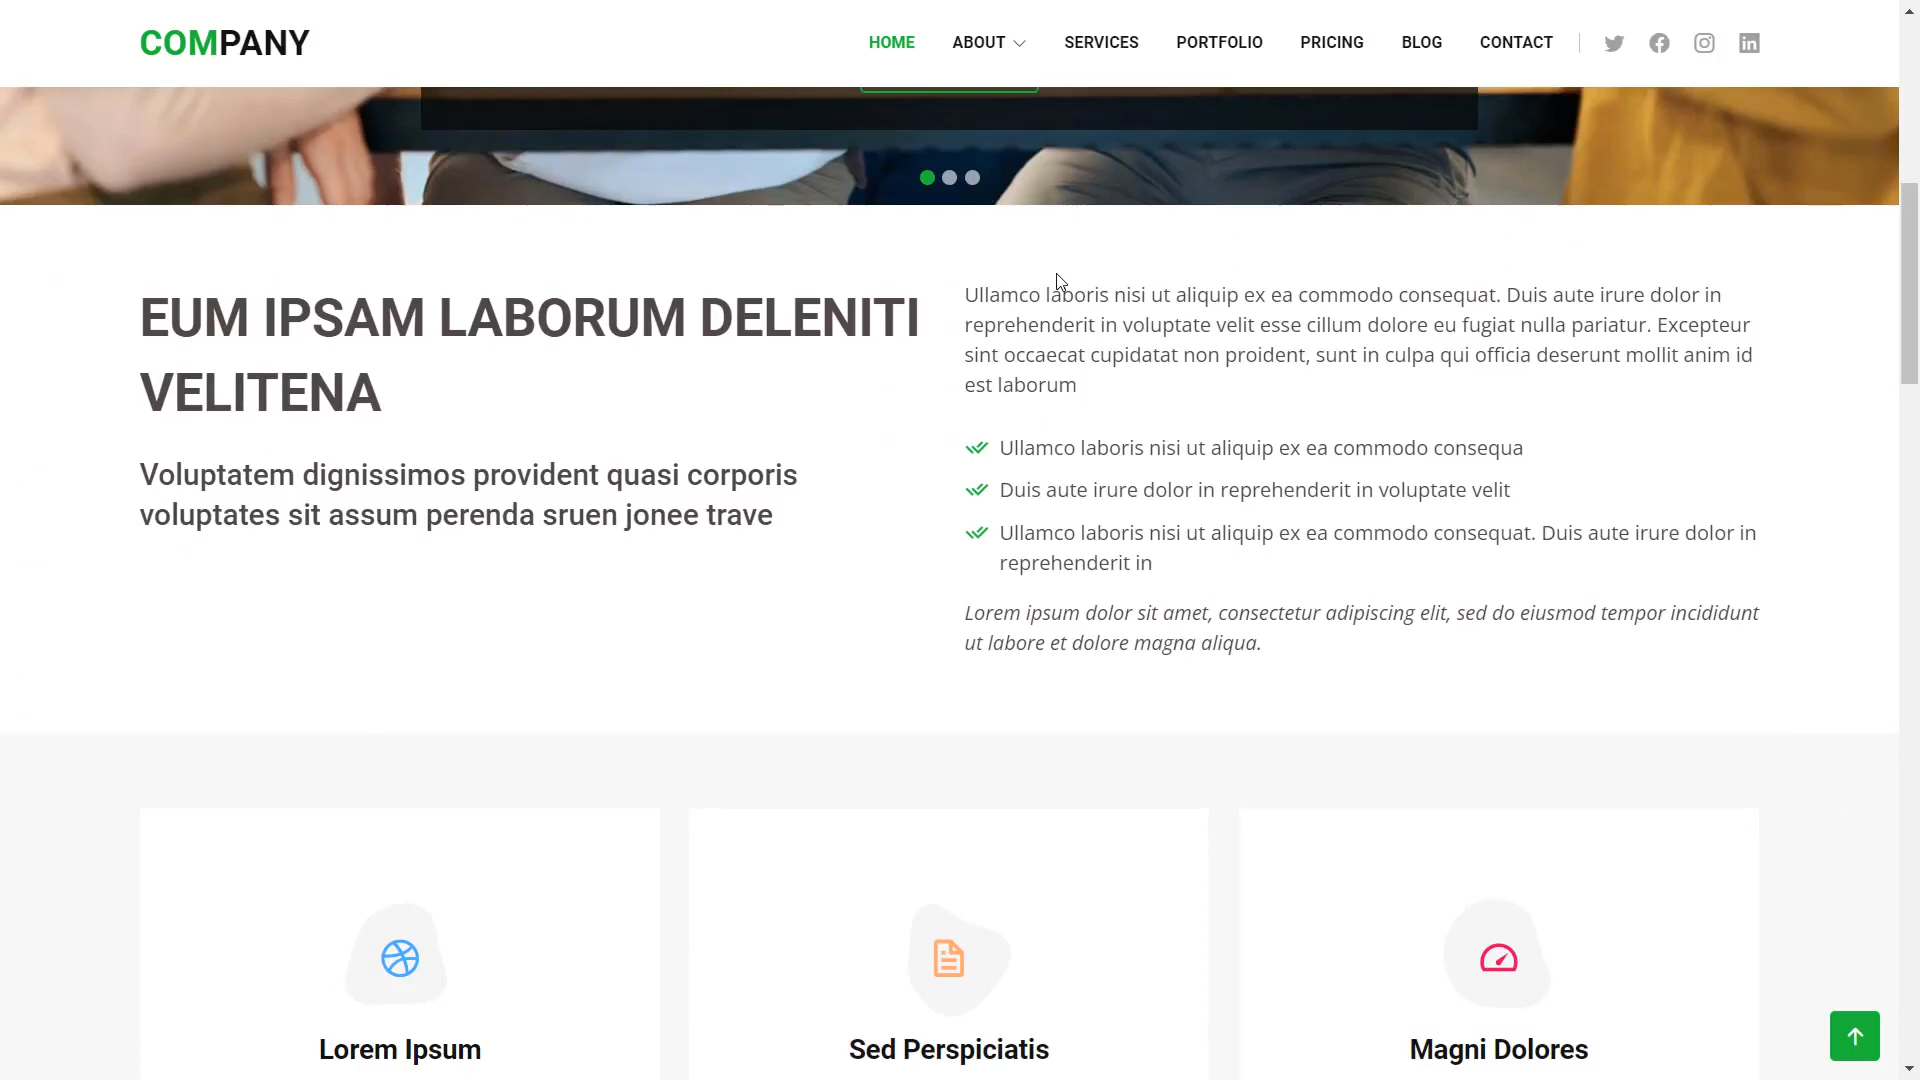 COMPANY
HOME ABOUT SERVICES PORTFOLIO PRICING BLOG CONTACT
EUM IPSAM LABORUM DELENITI
VELITENA
Voluptatem dignissimos provident quasi corporis
voluptates sit assum perenda sruen jonee trave
Ullamco laboris nisi ut aliquip ex ea commodo consequat. Duis aute irure dolor in
reprehenderit in voluptate velit esse cillum dolore eu fugiat nulla pariatur. Excepteur
sint occaecat cupidatat non proident, sunt in culpa qui officia deserunt mollit anim id
est laborum
Ullamco laboris nisi ut aliquip ex ea commodo consequa
Duis aute irure dolor in reprehenderit in voluptate velit
Ullamco laboris nisi ut aliquip ex ea commodo consequat. Duis aute irure dolor in
reprehenderit in
Lorem ipsum dolor sit amet, consectetur adipiscing elit, sed do eiusmod tempor incididunt
ut labore et dolore magna aliqua.
Lorem Ipsum
Sed Perspiciatis
Magni Dolores